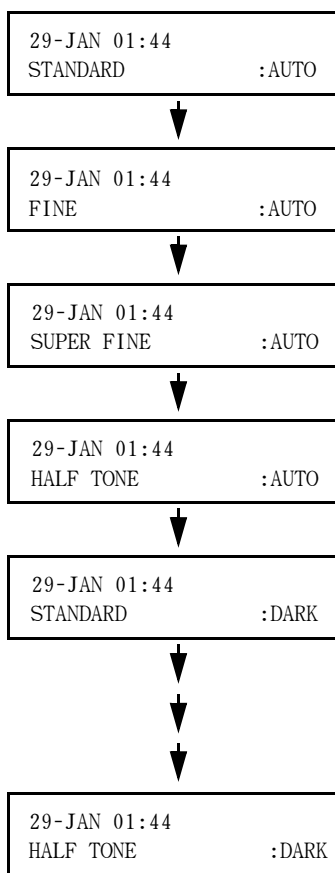 29-JAN 01:44
STANDARD :AUTO
29-JAN 01:44
FINE :AUTO
29-JAN 01:44
SUPER FINE :AUTO
29-JAN 01:44
HALF TONE :AUTO
29-JAN 01:44
STANDARD :DARK
29-JAN 01:44
HALF TONE :DARK